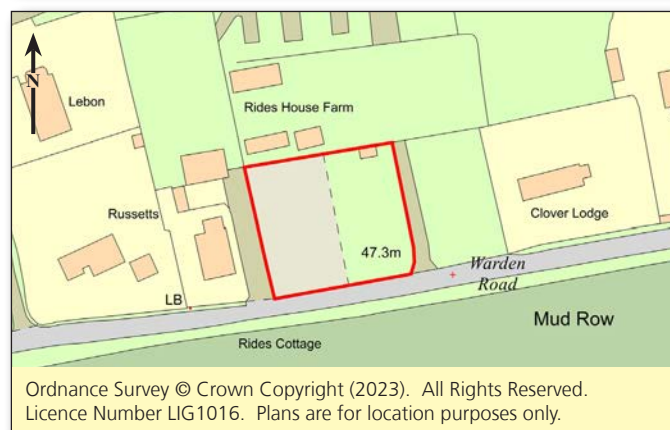 N
Lebon
Rides House Farm
Russetts
Clover Lodge
47.3m
Warden
Road
LB
Mud Row
Rides Cottage
Ordnance Survey © Crown Copyright (2023). All Rights Reserved.
Licence Number LIG1016. Plans are for location purposes only.